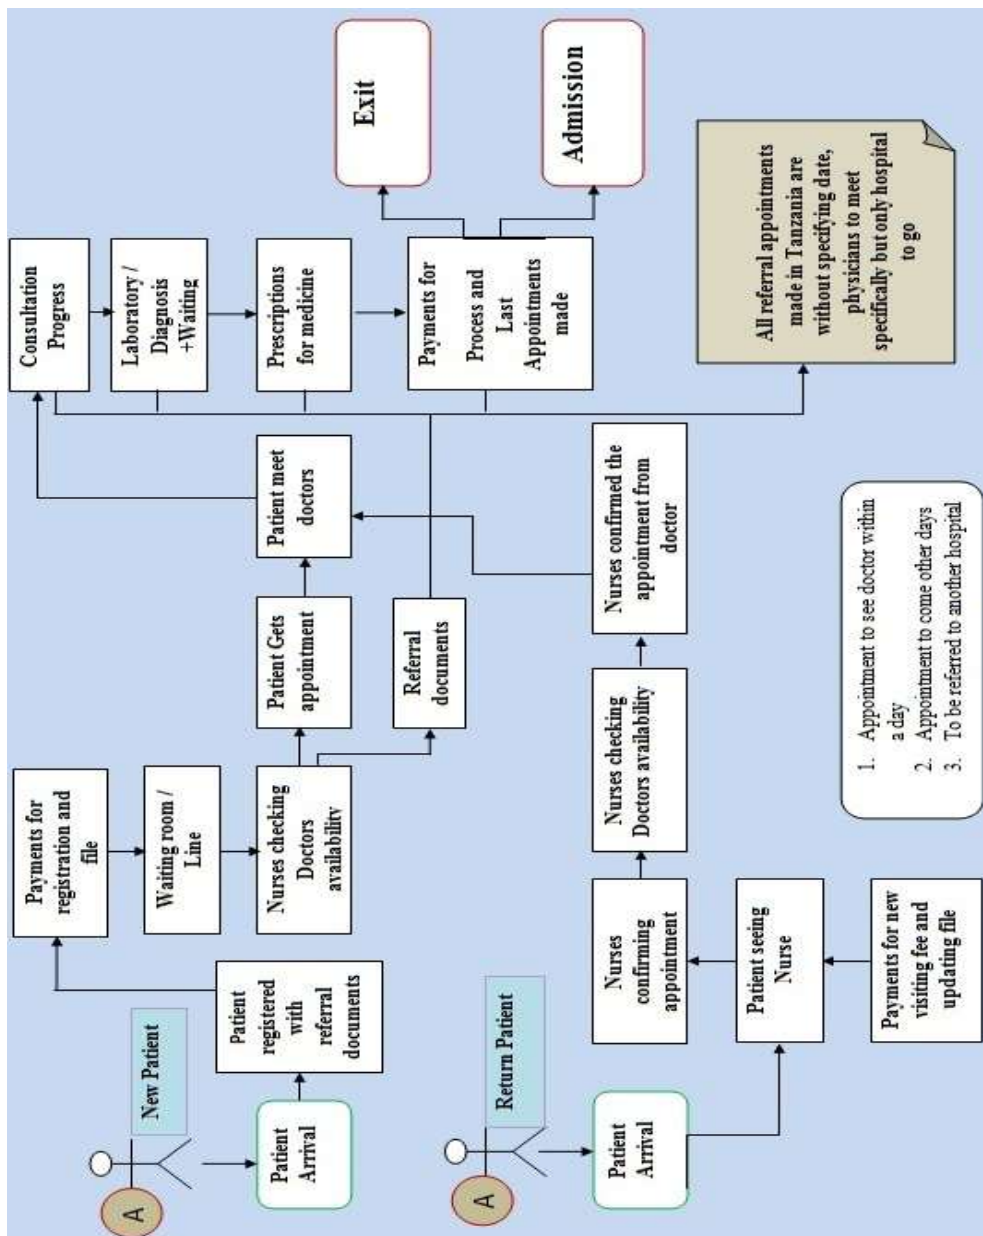 A
New Patient
Patient
Arrival
Patient
registered
with
referral
documents
Payments for
registration and
file
Waiting room /
Line
Nurses checking
Doctors
availability
Patient Gets
appointment
Referral
documents
Patient meet
doctors
Consultation
Progress
Laboratory /
Diagnosis
+Waiting
Prescriptions
for medicine
Payments for
Process and
Last
Appointments
made
Exit
Admission
A
Return Patient
Patient
Arrival
Payments for new
visiting fee and
updating file
Patient seeing
Nurse
Nurses
confirming
appointment
Nurses checking
Doctors availability
Nurses confirmed the
appointment from
doctor
1. Appointment to see doctor within
a day
2. Appointment to come other days
3. To be referred to another hospital
All referral appointments
made in Tanzania are
without specifying date,
physicians to meet
specifically but only hospital
to go